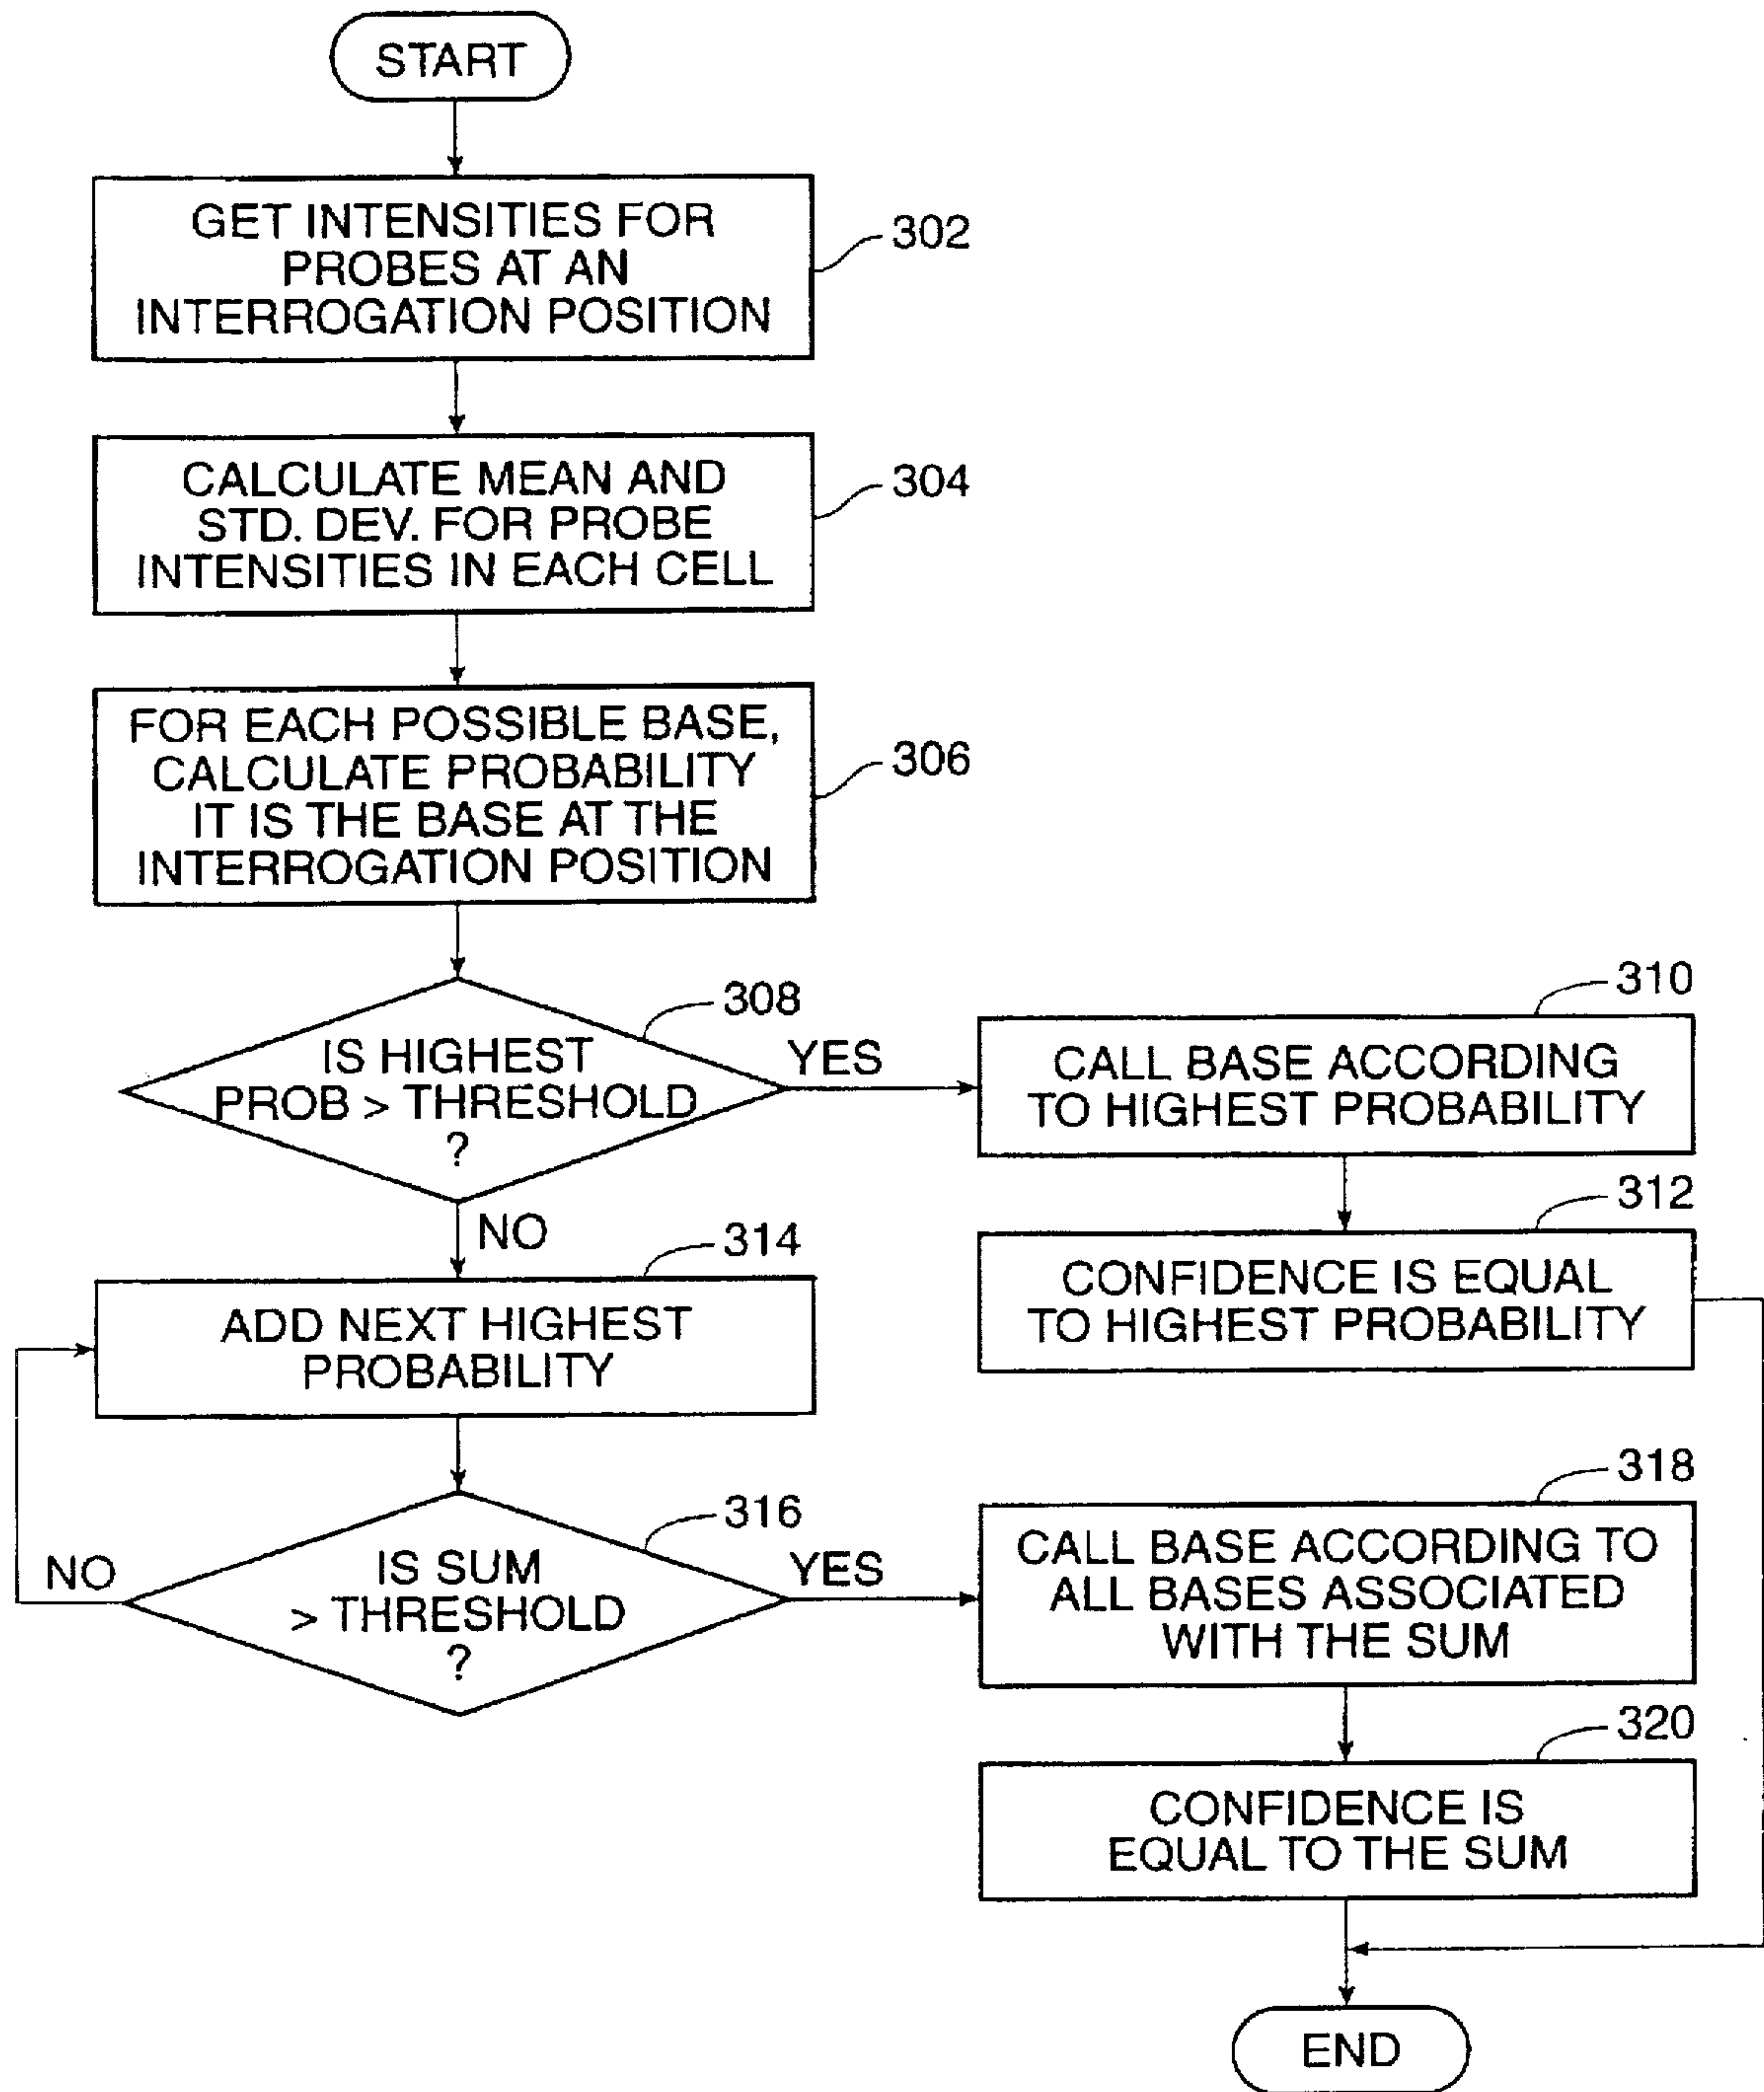 START
GET INTENSITIES FOR
PROBES AT AN
INTERROGATION POSITION
302
CALCULATE MEAN AND
STD. DEV. FOR PROBE
INTENSITIES IN EACH CELL
304
FOR EACH POSSIBLE BASE,
CALCULATE PROBABILITY
IT IS THE BASE AT THE
INTERROGATION POSITION
306
308
IS HIGHEST
PROB > THRESHOLD
?
YES
310
CALL BASE ACCORDING
TO HIGHEST PROBABILITY
312
CONFIDENCE IS EQUAL
TO HIGHEST PROBABILITY
NO
314
ADD NEXT HIGHEST
PROBABILITY
316
IS SUM
> THRESHOLD
?
NO
YES
318
CALL BASE ACCORDING TO
ALL BASES ASSOCIATED
WITH THE SUM
320
CONFIDENCE IS
EQUAL TO THE SUM
END